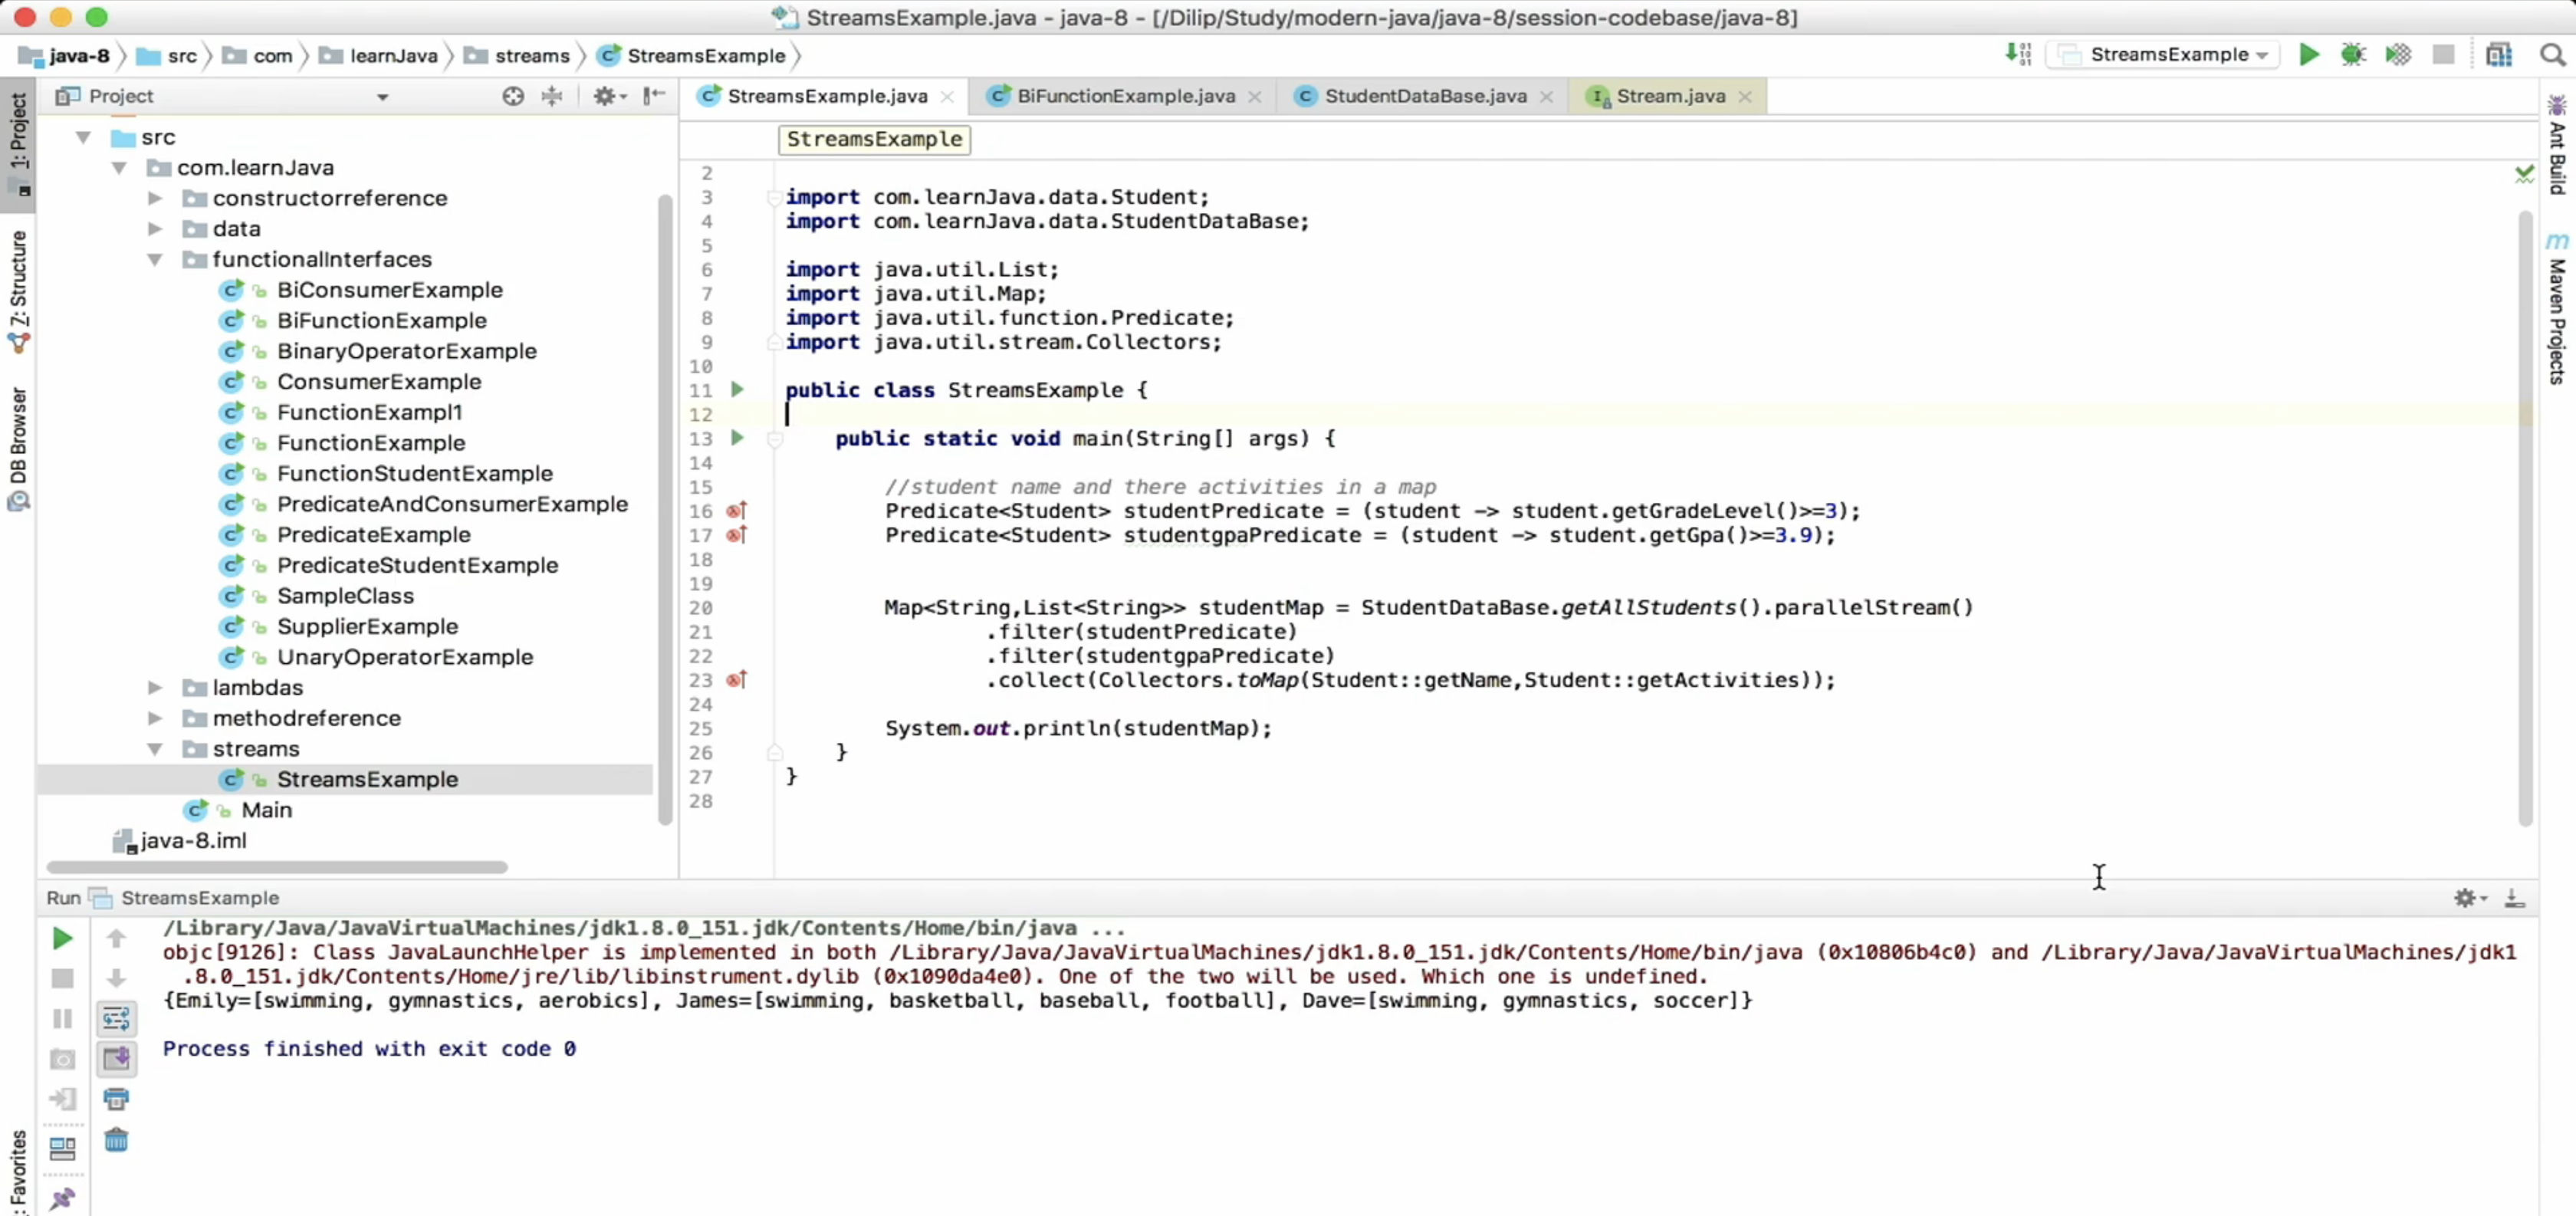 StreamsExample.java - java-8 - [/Dilip/Study/modern-java/java-8/session-codebase/java-8]
java-8 src com learnJava streams StreamsExample
StreamsExample
Project
StreamsExample.java BiFunctionExample.java StudentDataBase.java Stream.java
1: Project
Z: Structure
DB Browser
: Favorites
Ant Build
Maven Projects
src
com.learnJava
constructorreference
data
functionalInterfaces
BiConsumerExample
BiFunctionExample
BinaryOperatorExample
ConsumerExample
FunctionExampl1
FunctionExample
FunctionStudentExample
PredicateAndConsumerExample
PredicateExample
PredicateStudentExample
SampleClass
SupplierExample
UnaryOperatorExample
lambdas
methodreference
streams
StreamsExample
Main
java-8.iml
StreamsExample
2
3 import com.learnJava.data.Student;
4 import com.learnJava.data.StudentDataBase;
5
6 import java.util.List;
7 import java.util.Map;
8 import java.util.function.Predicate;
9 import java.util.stream.Collectors;
10
11 public class StreamsExample {
12
13 public static void main(String[] args) {
14
15 //student name and there activities in a map
16 Predicate<Student> studentPredicate = (student -> student.getGradeLevel()>=3);
17 Predicate<Student> studentgpaPredicate = (student -> student.getGpa()>=3.9);
18
19
20 Map<String,List<String>> studentMap = StudentDataBase.getAllStudents().parallelStream()
21 .filter(studentPredicate)
22 .filter(studentgpaPredicate)
23 .collect(Collectors.toMap(Student::getName,Student::getActivities));
24
25 System.out.println(studentMap);
26 }
27 }
28
Run StreamsExample
/Library/Java/JavaVirtualMachines/jdk1.8.0_151.jdk/Contents/Home/bin/java ...
objc[9126]: Class JavaLaunchHelper is implemented in both /Library/Java/JavaVirtualMachines/jdk1.8.0_151.jdk/Contents/Home/bin/java (0x10806b4c0) and /Library/Java/JavaVirtualMachines/jdk1
.8.0_151.jdk/Contents/Home/jre/lib/libinstrument.dylib (0x1090da4e0). One of the two will be used. Which one is undefined.
{Emily=[swimming, gymnastics, aerobics], James=[swimming, basketball, baseball, football], Dave=[swimming, gymnastics, soccer]}
Process finished with exit code 0